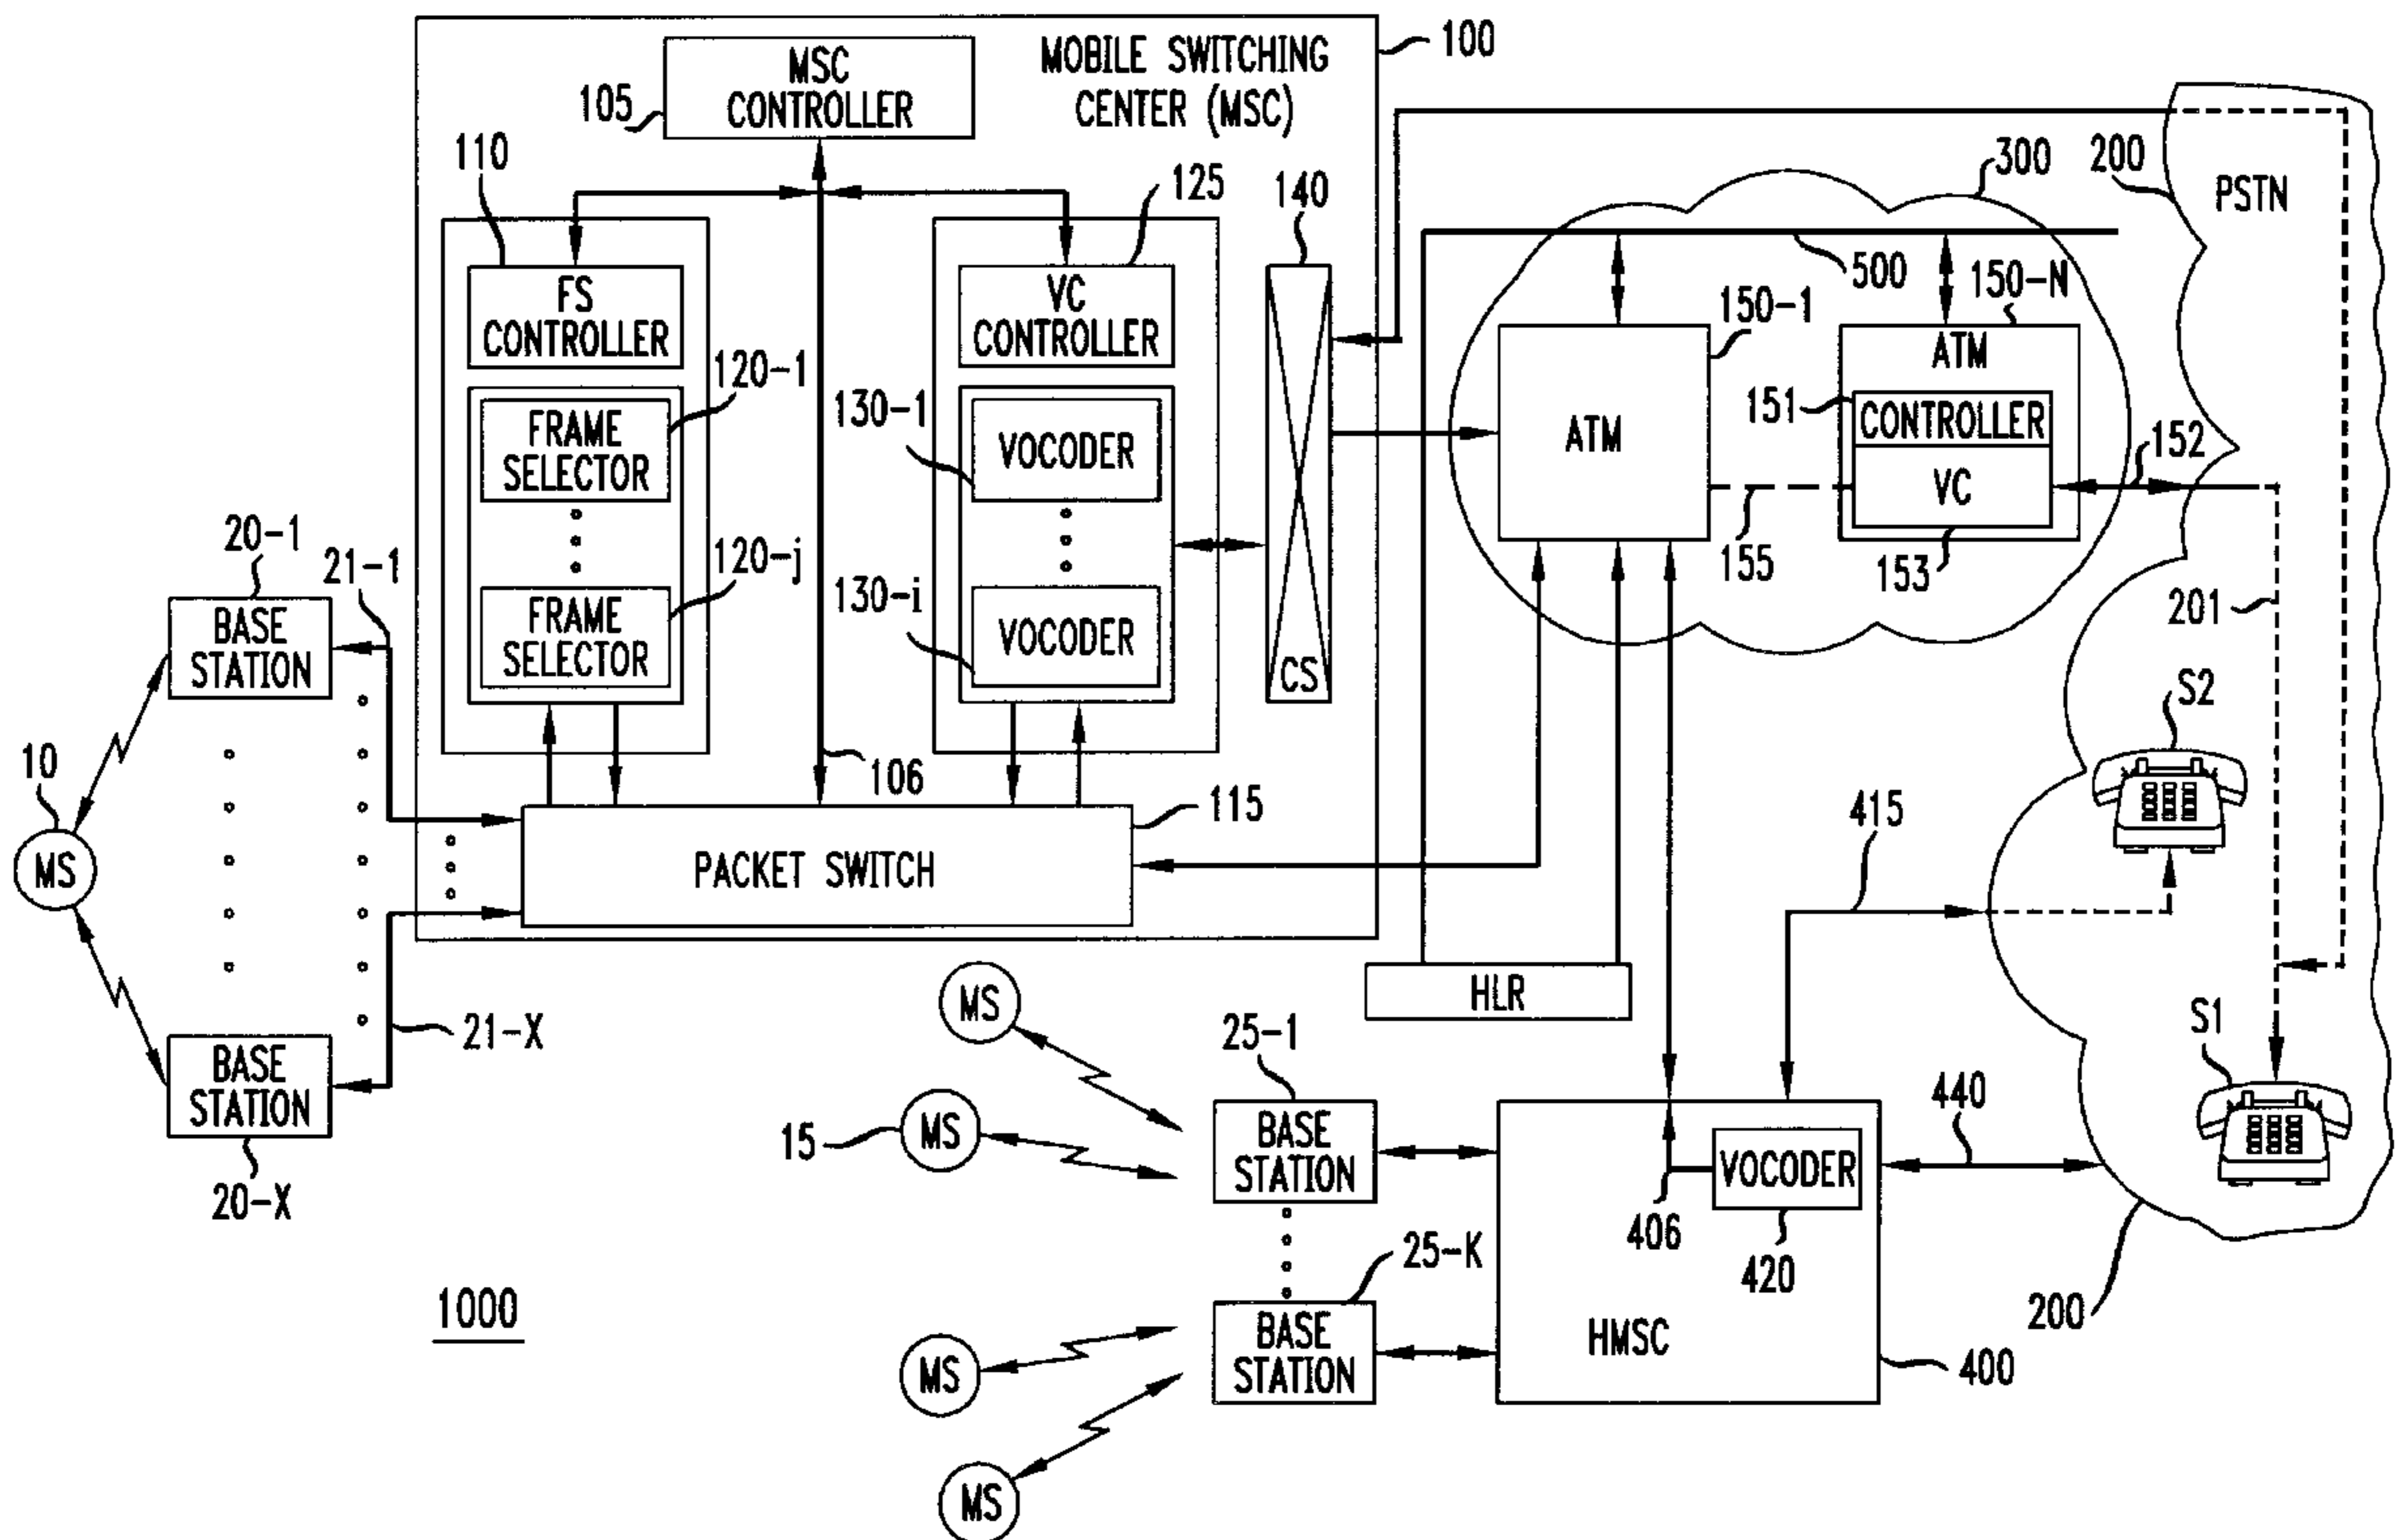 MSC
CONTROLLER
105
MOBILE SWITCHING
CENTER (MSC)
100
110
125
140
300
200
PSTN
FS
CONTROLLER
VC
CONTROLLER
500
150-1
150-N
120-1
FRAME
SELECTOR
130-1
VOCODER
ATM
ATM
151
CONTROLLER
VC
152
153
155
120-j
FRAME
SELECTOR
130-i
VOCODER
CS
20-1
21-1
BASE
STATION
201
S2
10
MS
106
115
PACKET SWITCH
415
HLR
21-X
BASE
STATION
20-X
MS
15
MS
25-1
BASE
STATION
S1
440
VOCODER
406
420
25-K
BASE
STATION
HMSC
400
200
1000
MS
MS